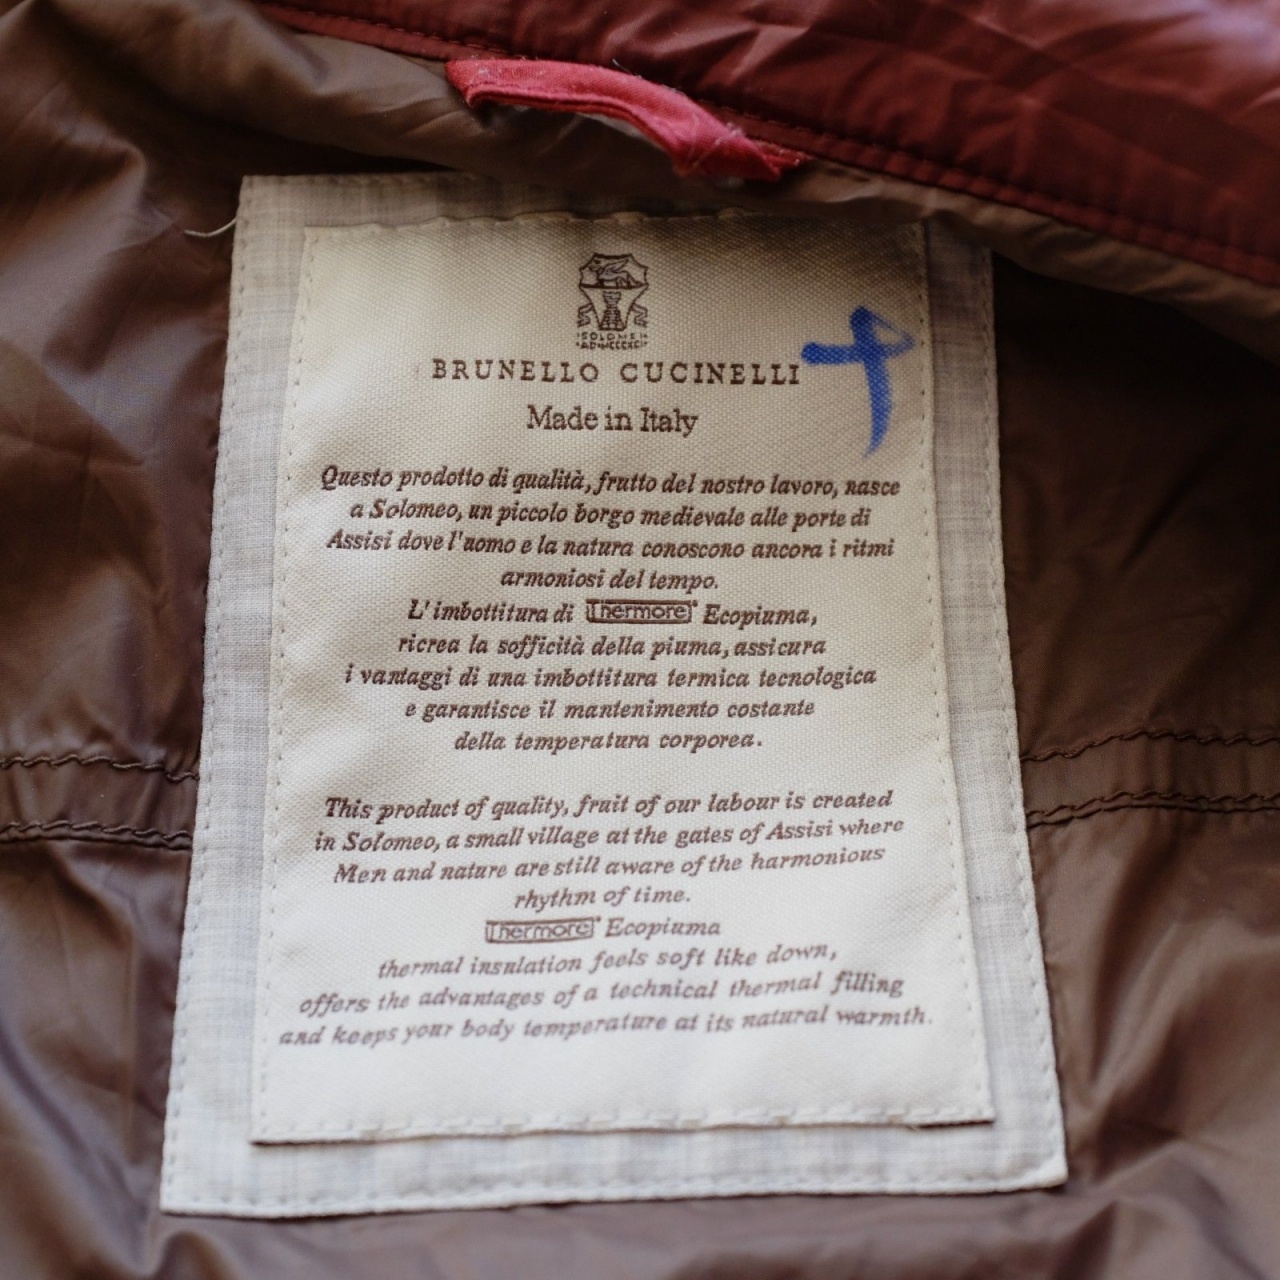 SOLOMEI
BRUNELLO CUCINELLI
Made in Italy
Questo prodotto di qualità, frutto del nostro lavoro, nasce
a Solomeo, un piccolo borgo medievale alle porte di
Assisi dove l'uomo e la natura conoscono ancora i ritmi
armoniosi del tempo.
L'imbottitura di Thermore® Ecopiuma,
ricrea la sofficità della piuma, assicura
i vantaggi di una imbottitura termica tecnologica
e garantisce il mantenimento costante
della temperatura corporea.
This product of quality, fruit of our labour is created
in Solomeo, a small village at the gates of Assisi where
Men and nature are still aware of the harmonious
rhythm of time.
Thermore® Ecopiuma
thermal insulation feels soft like down,
offers the advantages of a technical thermal filling
and keeps your body temperature at its natural warmth.